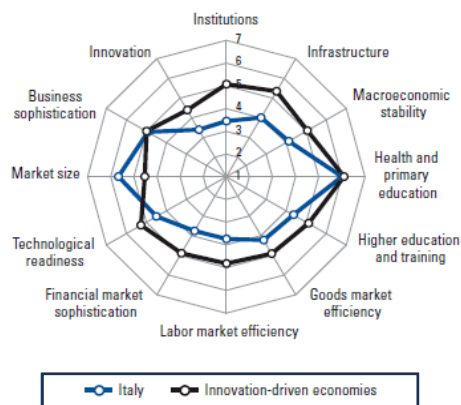 Institutions
Innovation
Infrastructure
Business
sophistication
Macroeconomic
stability
Market size
Health and
primary
education
Technological
readiness
Higher education
and training
Financial market
sophistication
Goods market
efficiency
Labor market efficiency
7
6
5
4
3
2
1
Italy
Innovation-driven economies